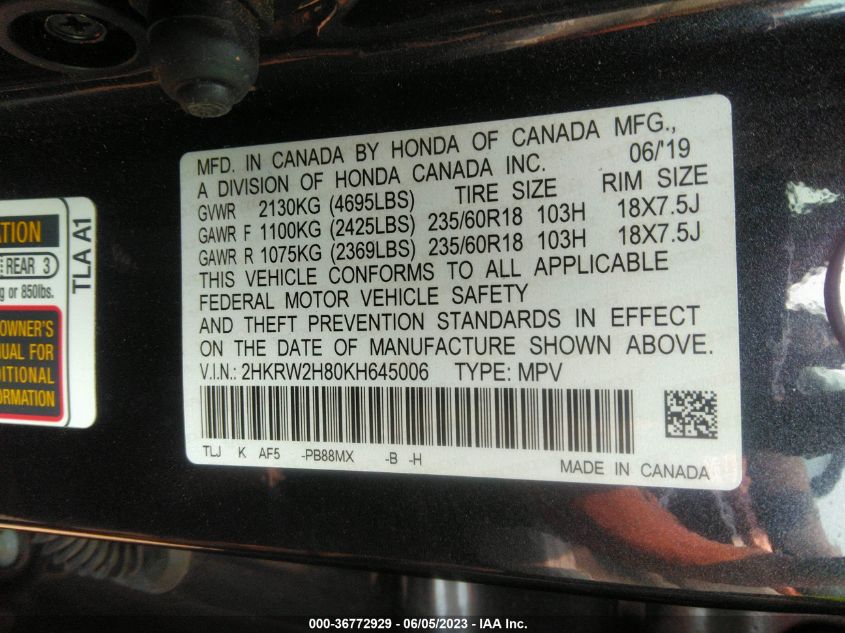 MFD. IN CANADA BY HONDA OF CANADA MFG.,
A DIVISION OF HONDA CANADA INC. 06/'19
GVWR 2130KG (4695LBS) TIRE SIZE RIM SIZE
GAWR F 1100KG (2425LBS) 235/60R18 103H 18X7.5J
GAWR R 1075KG (2369LBS) 235/60R18 103H 18X7.5J
THIS VEHICLE CONFORMS TO ALL APPLICABLE
FEDERAL MOTOR VEHICLE SAFETY
AND THEFT PREVENTION STANDARDS IN EFFECT
ON THE DATE OF MANUFACTURE SHOWN ABOVE.
V.I.N.: 2HKRW2H80KH645006 TYPE: MPV
TLJ K AF5 -PB88MX -B -H
MADE IN CANADA
ATION
REAR 3
g or 850lbs.
TLA A1
OWNER'S
UAL FOR
DITIONAL
ORMATION
000-36772929 - 06/05/2023 - IAA Inc.